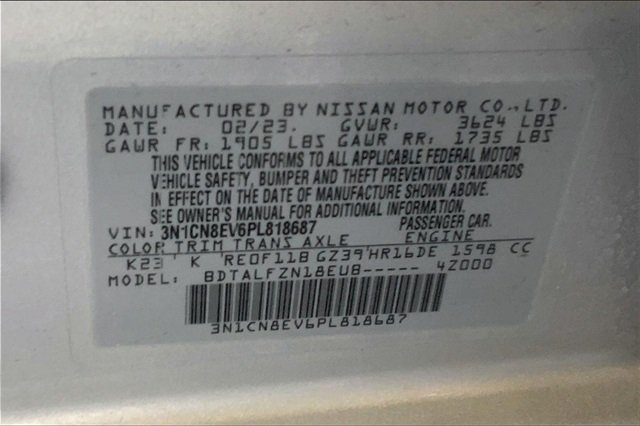 MANUFACTURED BY NISSAN MOTOR CO.,LTD.
DATE: 02/23. GVWR: 3624 LBS
GAWR FR: 1905 LBS GAWR RR: 1735 LBS
THIS VEHICLE CONFORMS TO ALL APPLICABLE FEDERAL MOTOR
VEHICLE SAFETY, BUMPER AND THEFT PREVENTION STANDARDS
IN EFFECT ON THE DATE OF MANUFACTURE SHOWN ABOVE.
SEE OWNER'S MANUAL FOR ADDITIONAL INFORMATION.
VIN: 3N1CN8EV6PL818687 PASSENGER CAR.
COLOR TRIM TRANS AXLE ENGINE
K23 K RE0F11B GZ39 HR16DE 1598 CC
MODEL: BDTALFZN18EUB----- 4Z000
3N1CN8EV6PL818687